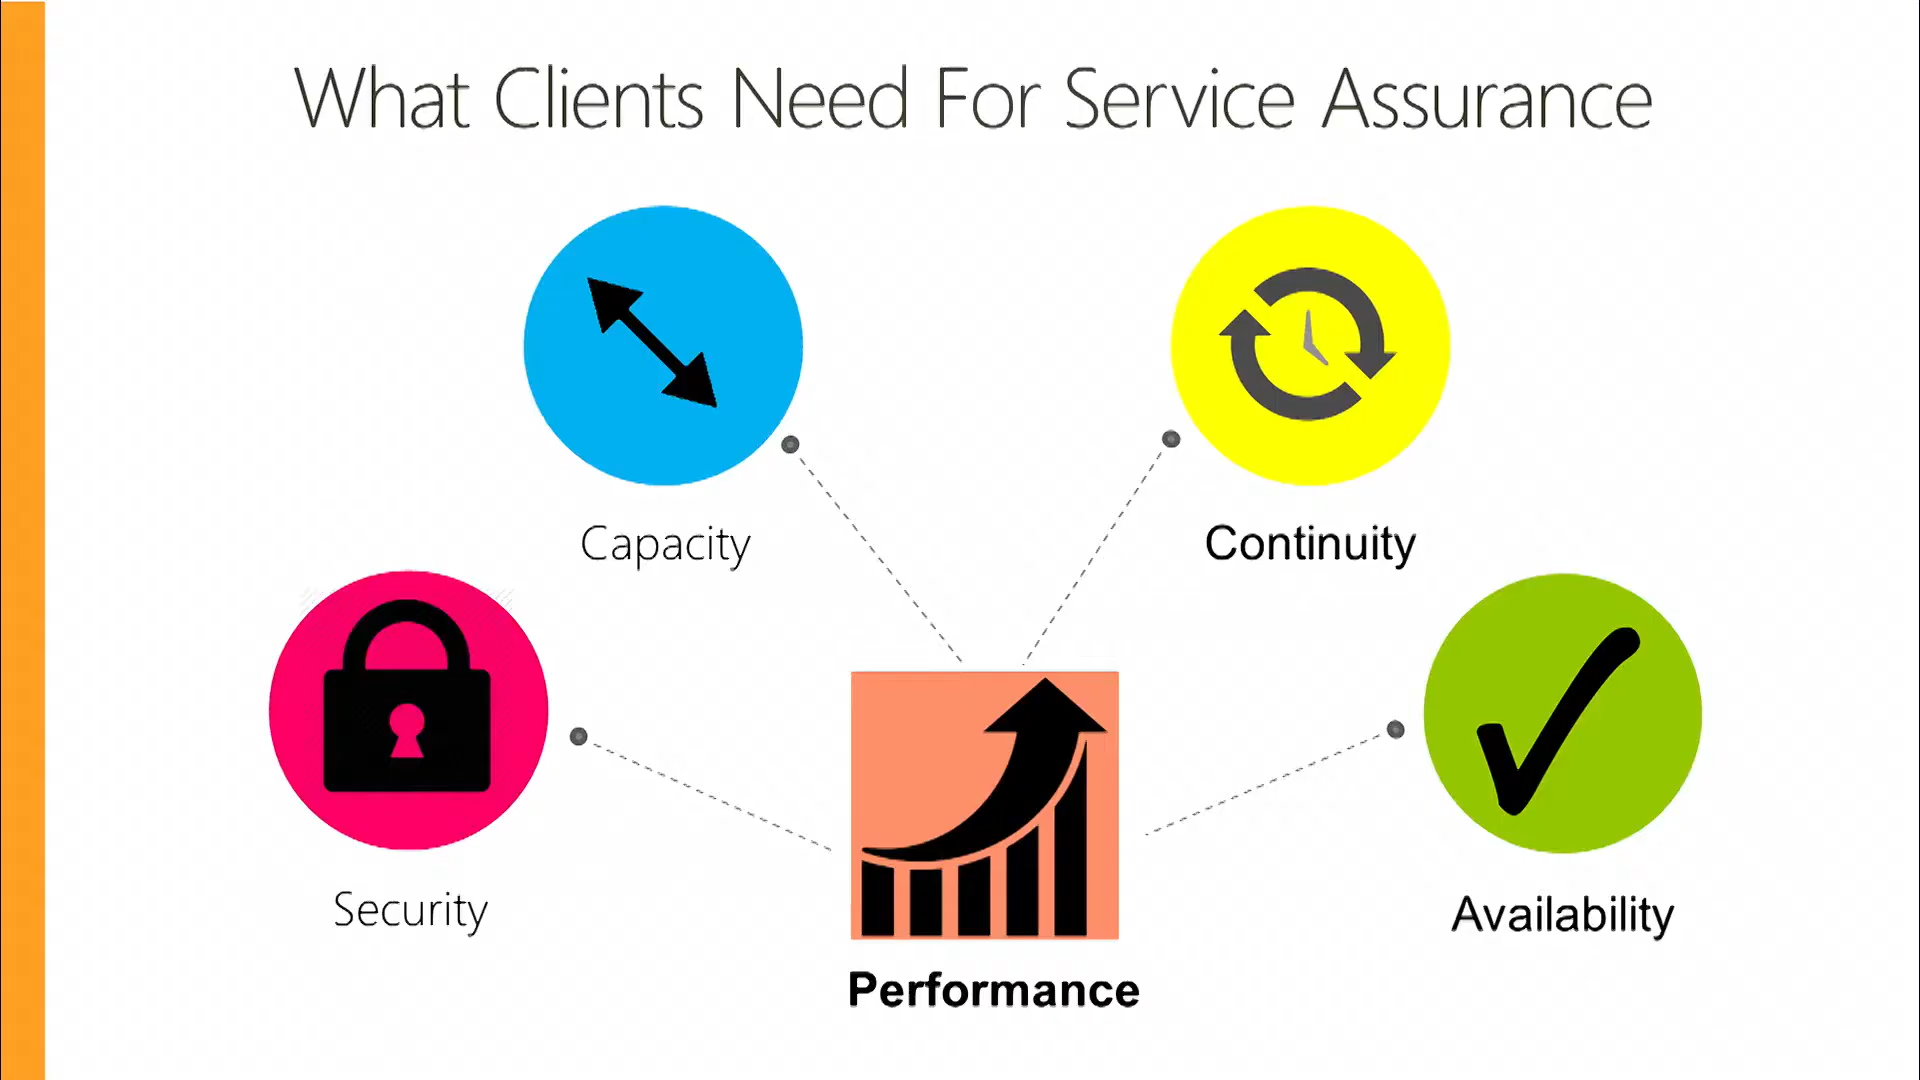 What Clients Need For Service Assurance
Capacity
Continuity
Security
Availability
Performance